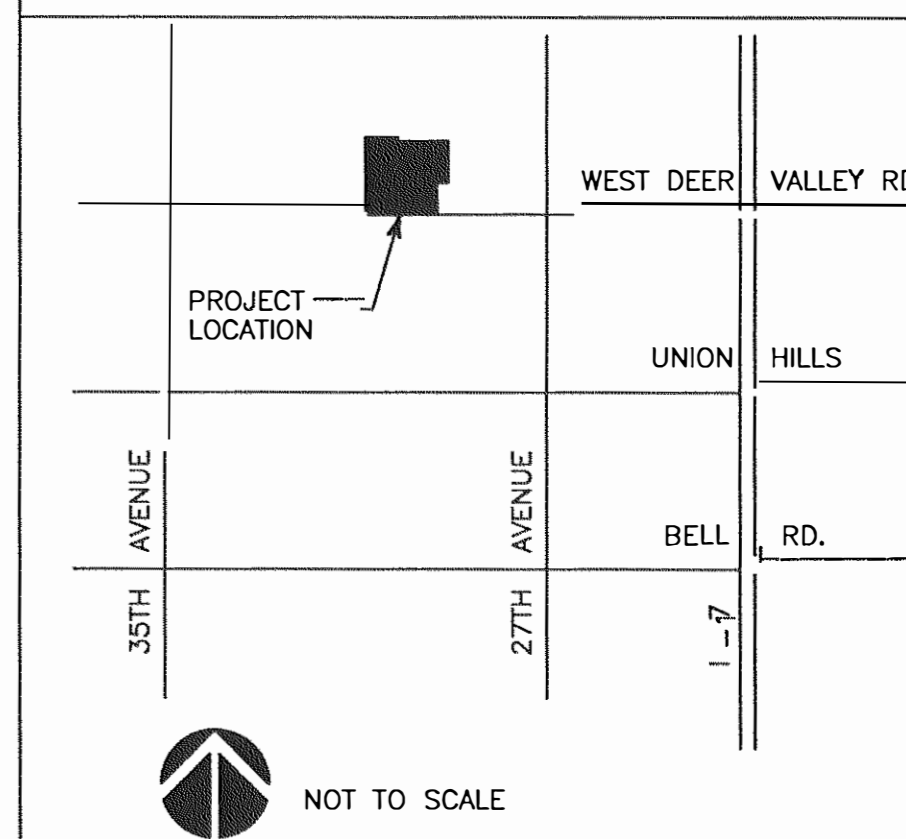 WEST DEER VALLEY RD
PROJECT
LOCATION
UNION HILLS
35TH AVENUE
27TH AVENUE
BELL RD.
I-17
NOT TO SCALE